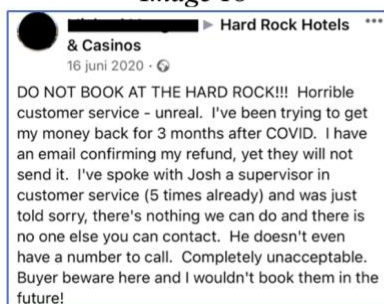 ▶ Hard Rock Hotels ...
& Casinos
16 juni 2020 ·
DO NOT BOOK AT THE HARD ROCK!!! Horrible
customer service - unreal. I've been trying to get
my money back for 3 months after COVID. I have
an email confirming my refund, yet they will not
send it. I've spoke with Josh a supervisor in
customer service (5 times already) and was just
told sorry, there's nothing we can do and there is
no one else you can contact. He doesn't even
have a number to call. Completely unacceptable.
Buyer beware here and I wouldn't book them in the
future!